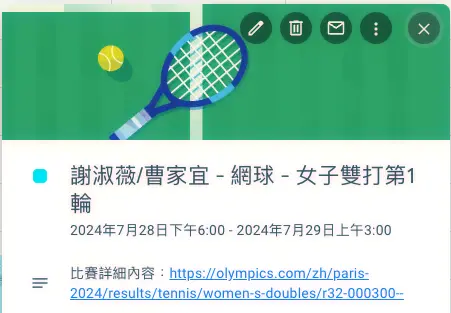 謝淑薇/曹家宜 - 網球 - 女子雙打第1
輪
2024年7月28日下午6:00 - 2024年7月29日上午3:00
比賽詳細內容：https://olympics.com/zh/paris-
2024/results/tennis/women-s-doubles/r32-000300--